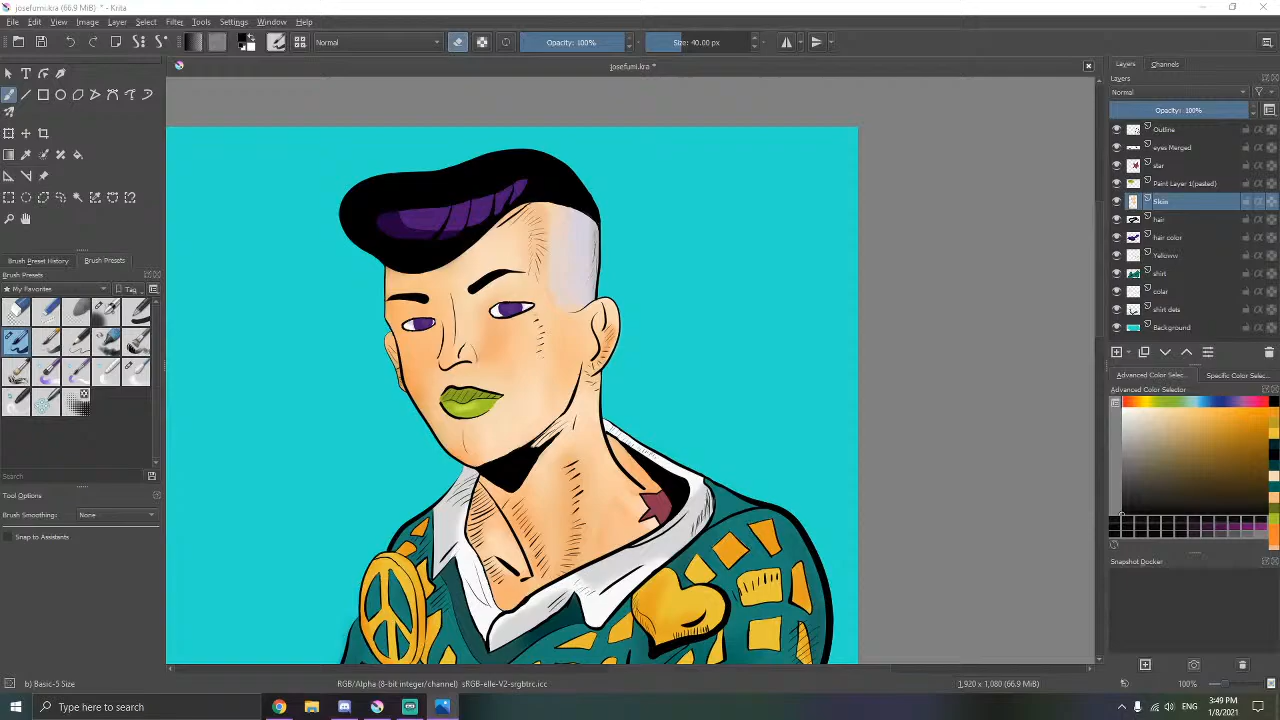 josefumi.kra (66.9 MiB) * - Krita
File Edit View Image Layer Select Filter Tools Settings Window Help
Normal Opacity: 100% Size: 40.00 px
josefumi.kra *
Layers Channels
Layers
Normal
Opacity: 100%
Outline
eyes Merged
star
Paint Layer 1(pasted)
Skin
hair
hair color
Yelloww
shirt
colar
shirt dets
Background
Brush Preset History Brush Presets
Brush Presets
My Favorites Tag
Search
Tool Options
Brush Smoothing: None
Snap to Assistants
Advanced Color Selec... Specific Color Selec...
Advanced Color Selector
Snapshot Docker
b) Basic-5 Size RGB/Alpha (8-bit integer/channel) sRGB-elle-V2-srgbtrc.icc 1,920 x 1,080 (66.9 MiB) 100%
Type here to search
3:49 PM
1/8/2021